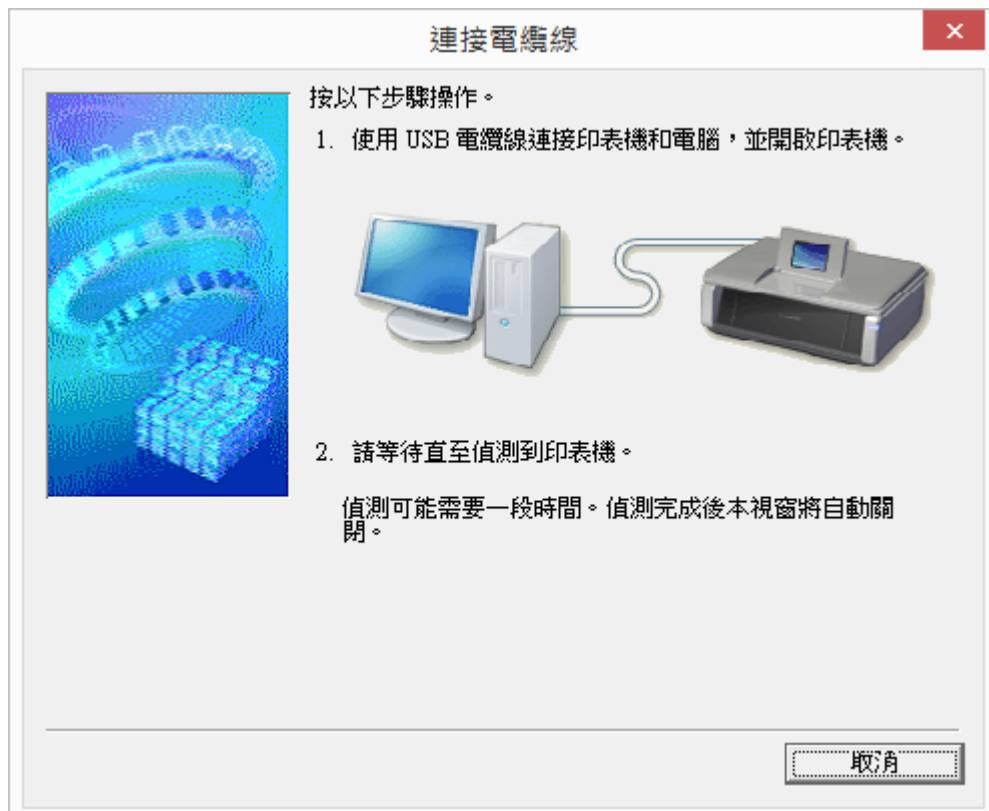 連接電纜線
按以下步驟操作。
1. 使用 USB 電纜線連接印表機和電腦，並開啟印表機。
2. 請等待直至偵測到印表機。
偵測可能需要一段時間。偵測完成後本視窗將自動關
閉。
取消